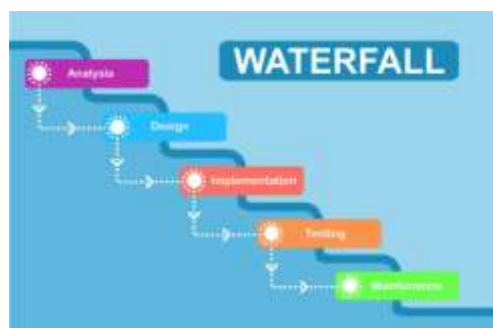 WATERFALL
Analysis
Design
Implementation
Testing
Maintenance